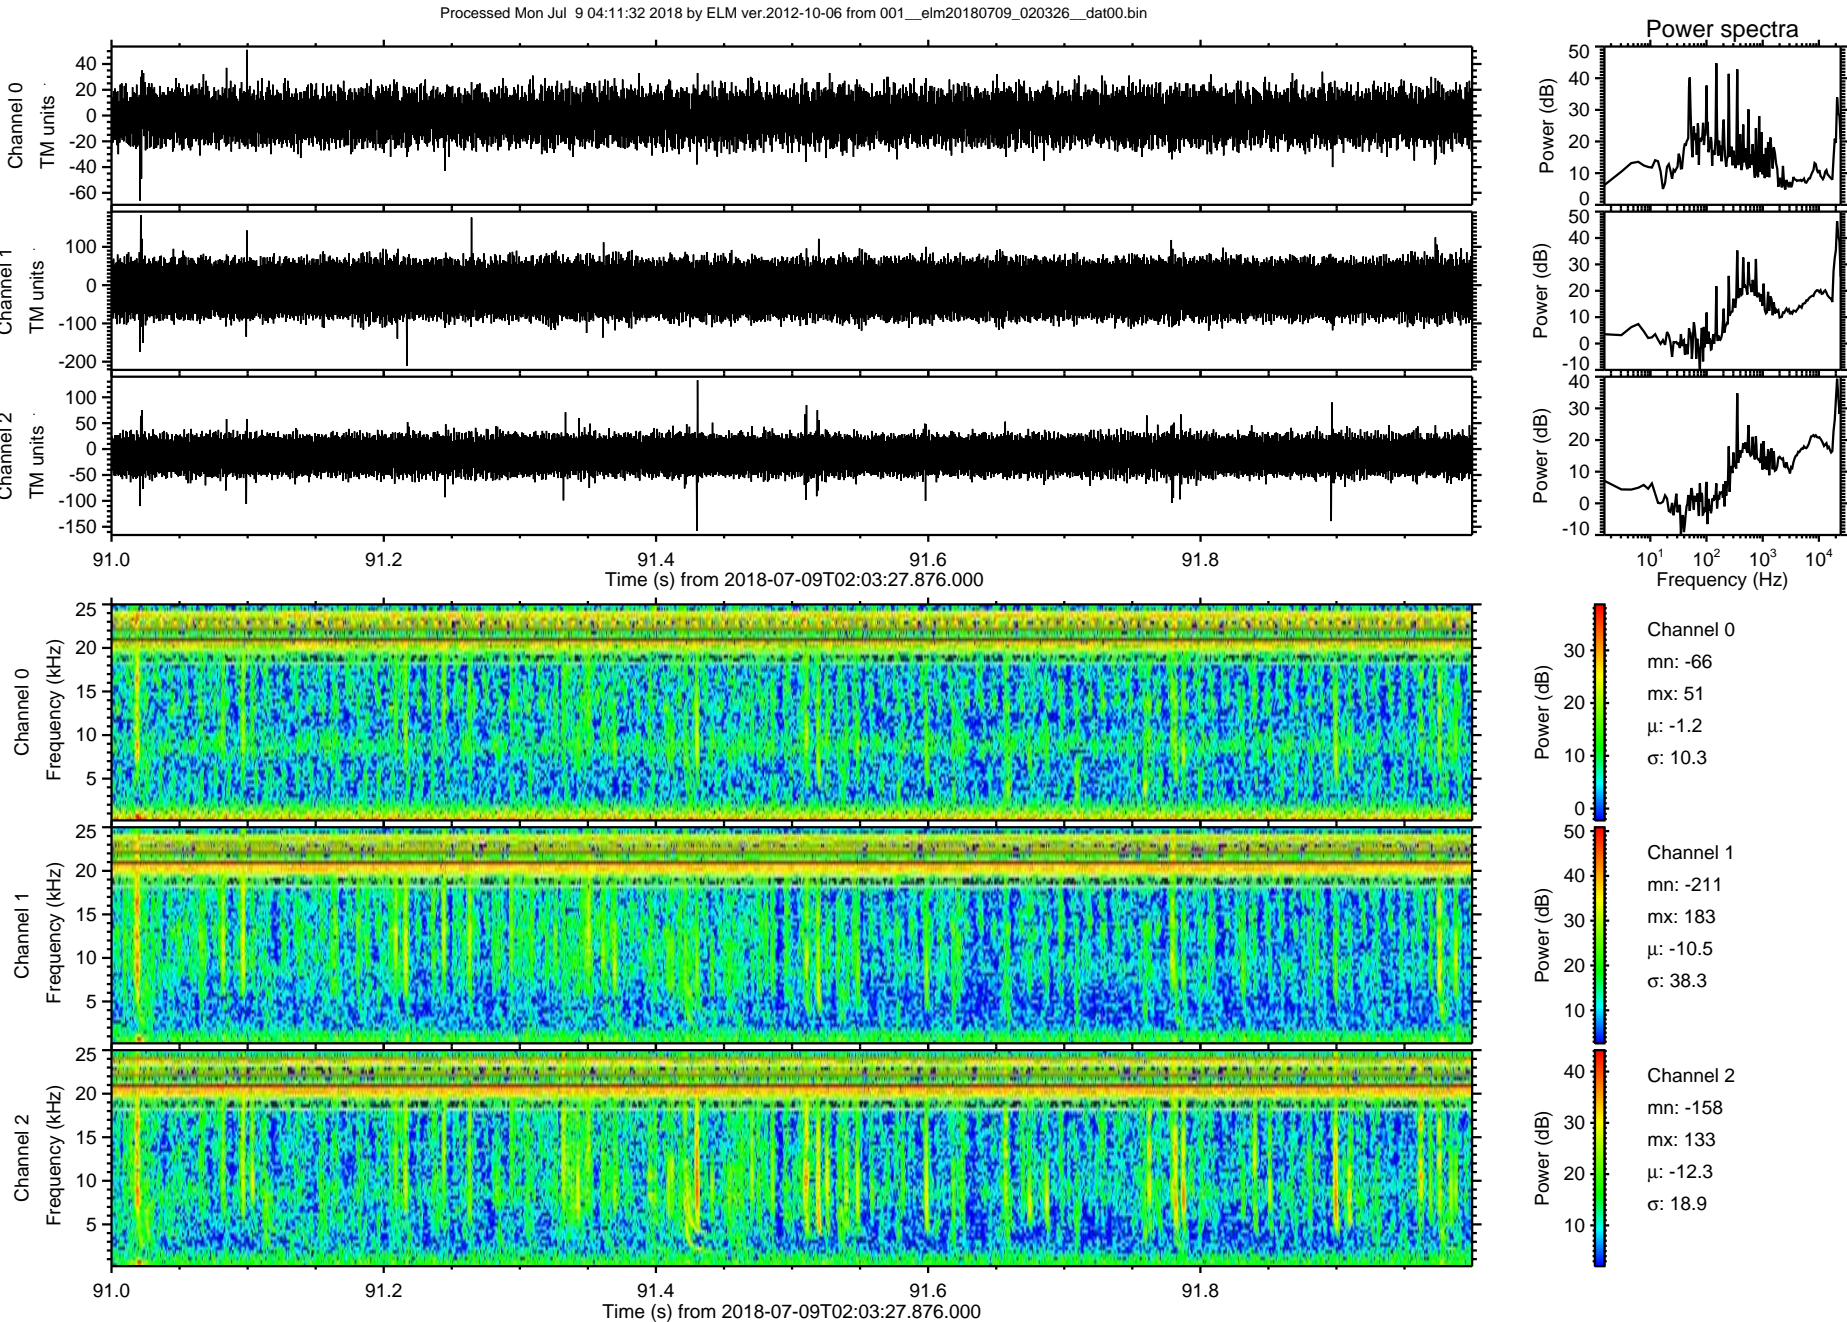 Processed Mon Jul  9 04:11:32 2018 by ELM ver.2012-10-06 from 001__elm20180709_020326__dat00.bin
Power spectra
Channel 0
TM units
40
20
0
-20
-40
-60
Power (dB)
50
40
30
20
10
0
Channel 1
TM units
100
0
-100
-200
Power (dB)
50
40
30
20
10
0
-10
Channel 2
TM units
100
50
0
-50
-100
-150
Power (dB)
40
30
20
10
0
-10
91.0 91.2 91.4 91.6 91.8
Time (s) from 2018-07-09T02:03:27.876.000
10¹ 10² 10³ 10⁴
Frequency (Hz)
Channel 0
Frequency (kHz)
25
20
15
10
5
Power (dB)
30
20
10
0
Channel 0
mn: -66
mx: 51
μ: -1.2
σ: 10.3
Channel 1
Frequency (kHz)
25
20
15
10
5
Power (dB)
50
40
30
20
10
Channel 1
mn: -211
mx: 183
μ: -10.5
σ: 38.3
Channel 2
Frequency (kHz)
25
20
15
10
5
Power (dB)
40
30
20
10
Channel 2
mn: -158
mx: 133
μ: -12.3
σ: 18.9
91.0 91.2 91.4 91.6 91.8
Time (s) from 2018-07-09T02:03:27.876.000